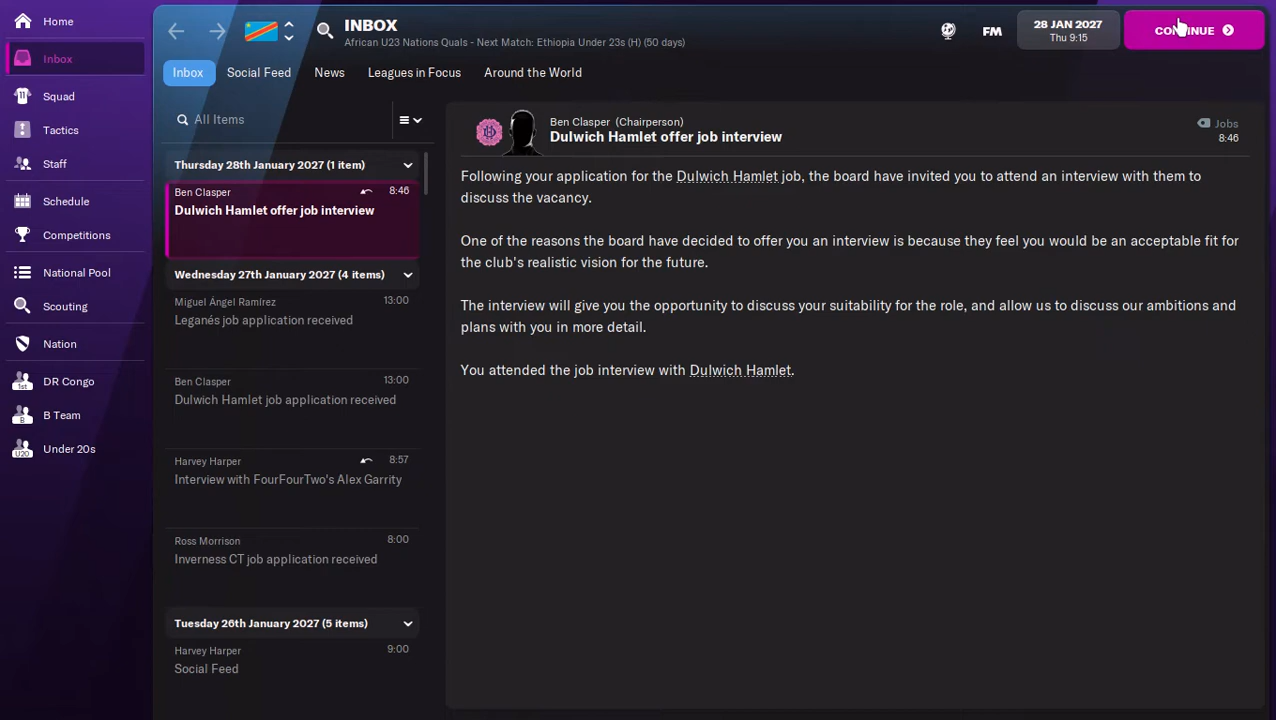 Home
Inbox
Squad
Tactics
Staff
Schedule
Competitions
National Pool
Scouting
Nation
1st DR Congo
B B Team
U20 Under 20s
INBOX
African U23 Nations Quals - Next Match: Ethiopia Under 23s (H) (50 days)
FM
28 JAN 2027
Thu 9:15
CONTINUE
Inbox
Social Feed
News
Leagues in Focus
Around the World
All Items
Thursday 28th January 2027 (1 item)
Ben Clasper 8:46
Dulwich Hamlet offer job interview
Wednesday 27th January 2027 (4 items)
Miguel Ángel Ramírez 13:00
Leganés job application received
Ben Clasper 13:00
Dulwich Hamlet job application received
Harvey Harper 8:57
Interview with FourFourTwo's Alex Garrity
Ross Morrison 8:00
Inverness CT job application received
Tuesday 26th January 2027 (5 items)
Harvey Harper 9:00
Social Feed
Ben Clasper (Chairperson)
Dulwich Hamlet offer job interview
Jobs
8:46
Following your application for the Dulwich Hamlet job, the board have invited you to attend an interview with them to
discuss the vacancy.
One of the reasons the board have decided to offer you an interview is because they feel you would be an acceptable fit for
the club's realistic vision for the future.
The interview will give you the opportunity to discuss your suitability for the role, and allow us to discuss our ambitions and
plans with you in more detail.
You attended the job interview with Dulwich Hamlet.